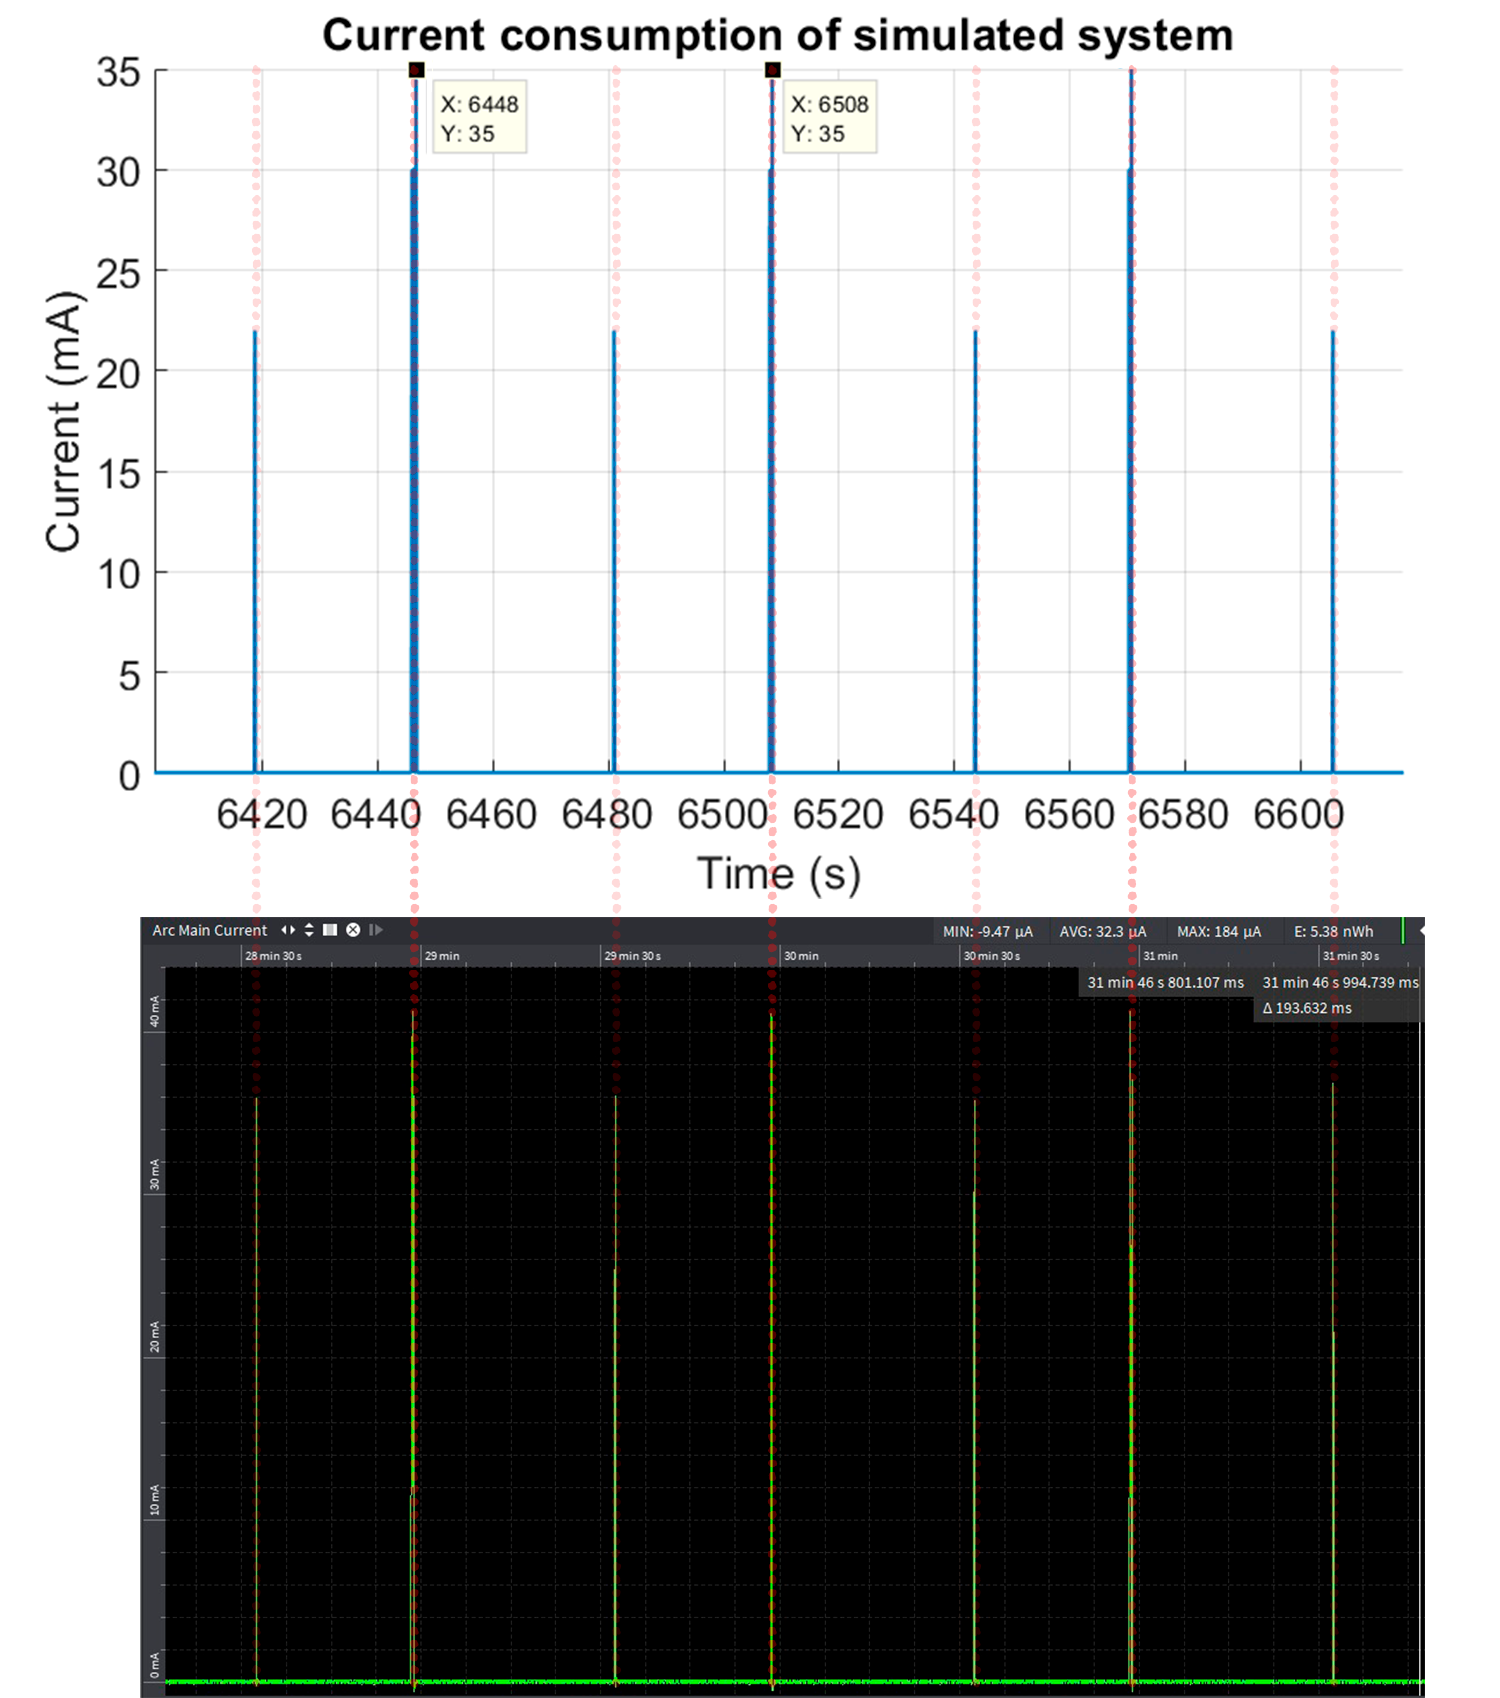 Current consumption of simulated system
35
X: 6448
Y: 35
X: 6508
Y: 35
30
25
20
15
10
5
0
Current (mA)
6420 6440 6460 6480 6500 6520 6540 6560 6580 6600
Time (s)
Arc Main Current MIN: -9.47 µA AVG: 32.3 µA MAX: 184 µA E: 5.38 nWh
28 min 30 s 29 min 29 min 30 s 30 min 30 min 30 s 31 min 31 min 30 s
31 min 46 s 801.107 ms 31 min 46 s 994.739 ms
Δ 193.632 ms
40 mA
30 mA
20 mA
10 mA
0 mA